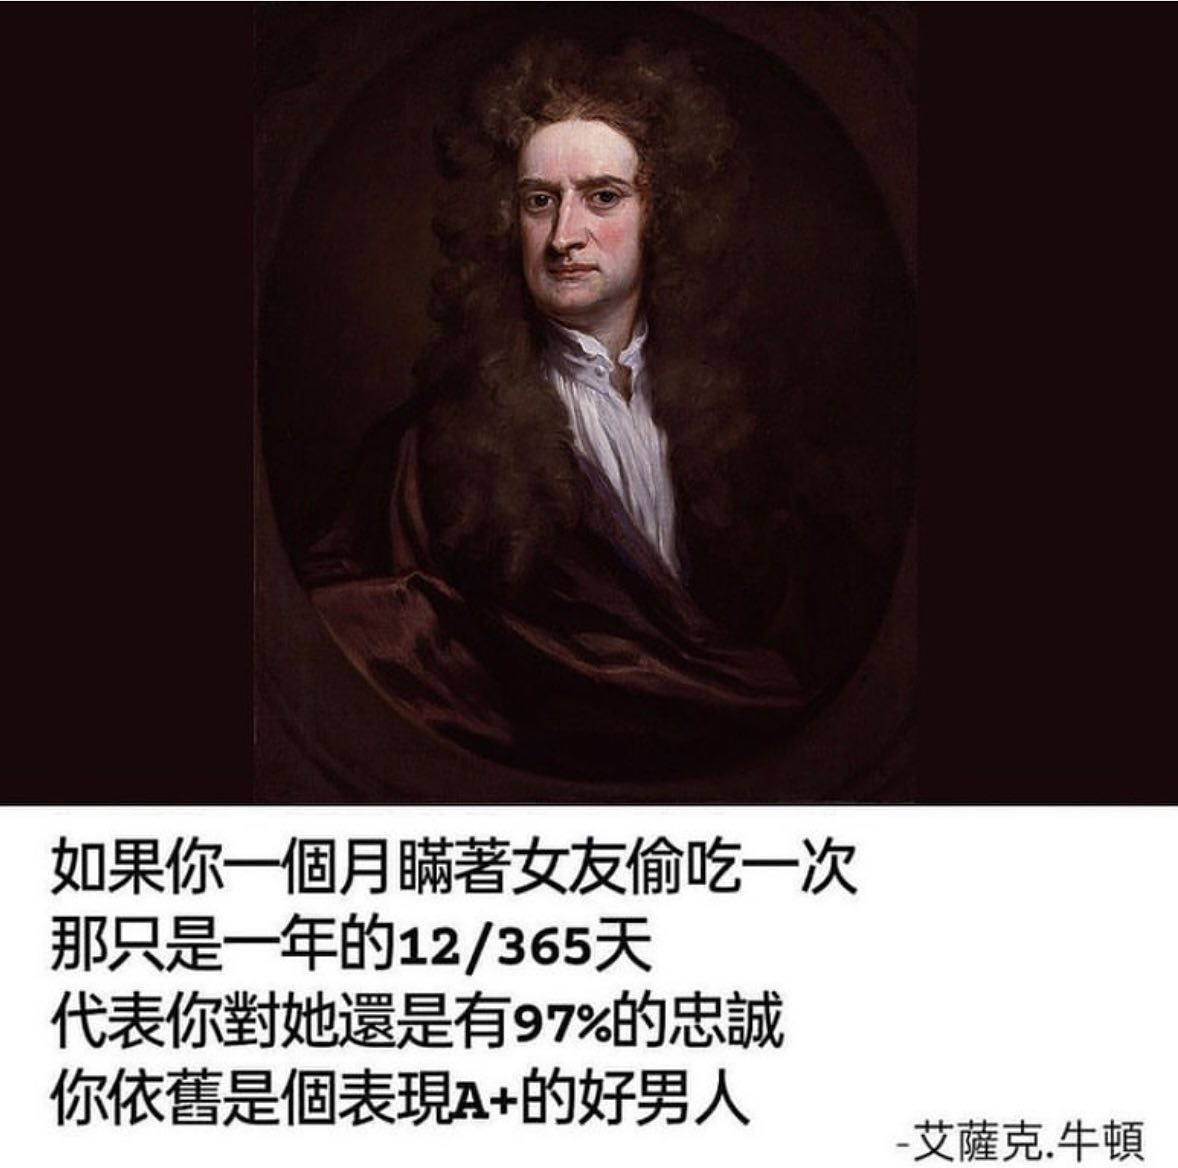 如果你一個月瞞著女友偷吃一次
那只是一年的12/365天
代表你對她還是有97%的忠誠
你依舊是個表現A+的好男人
-艾薩克.牛頓